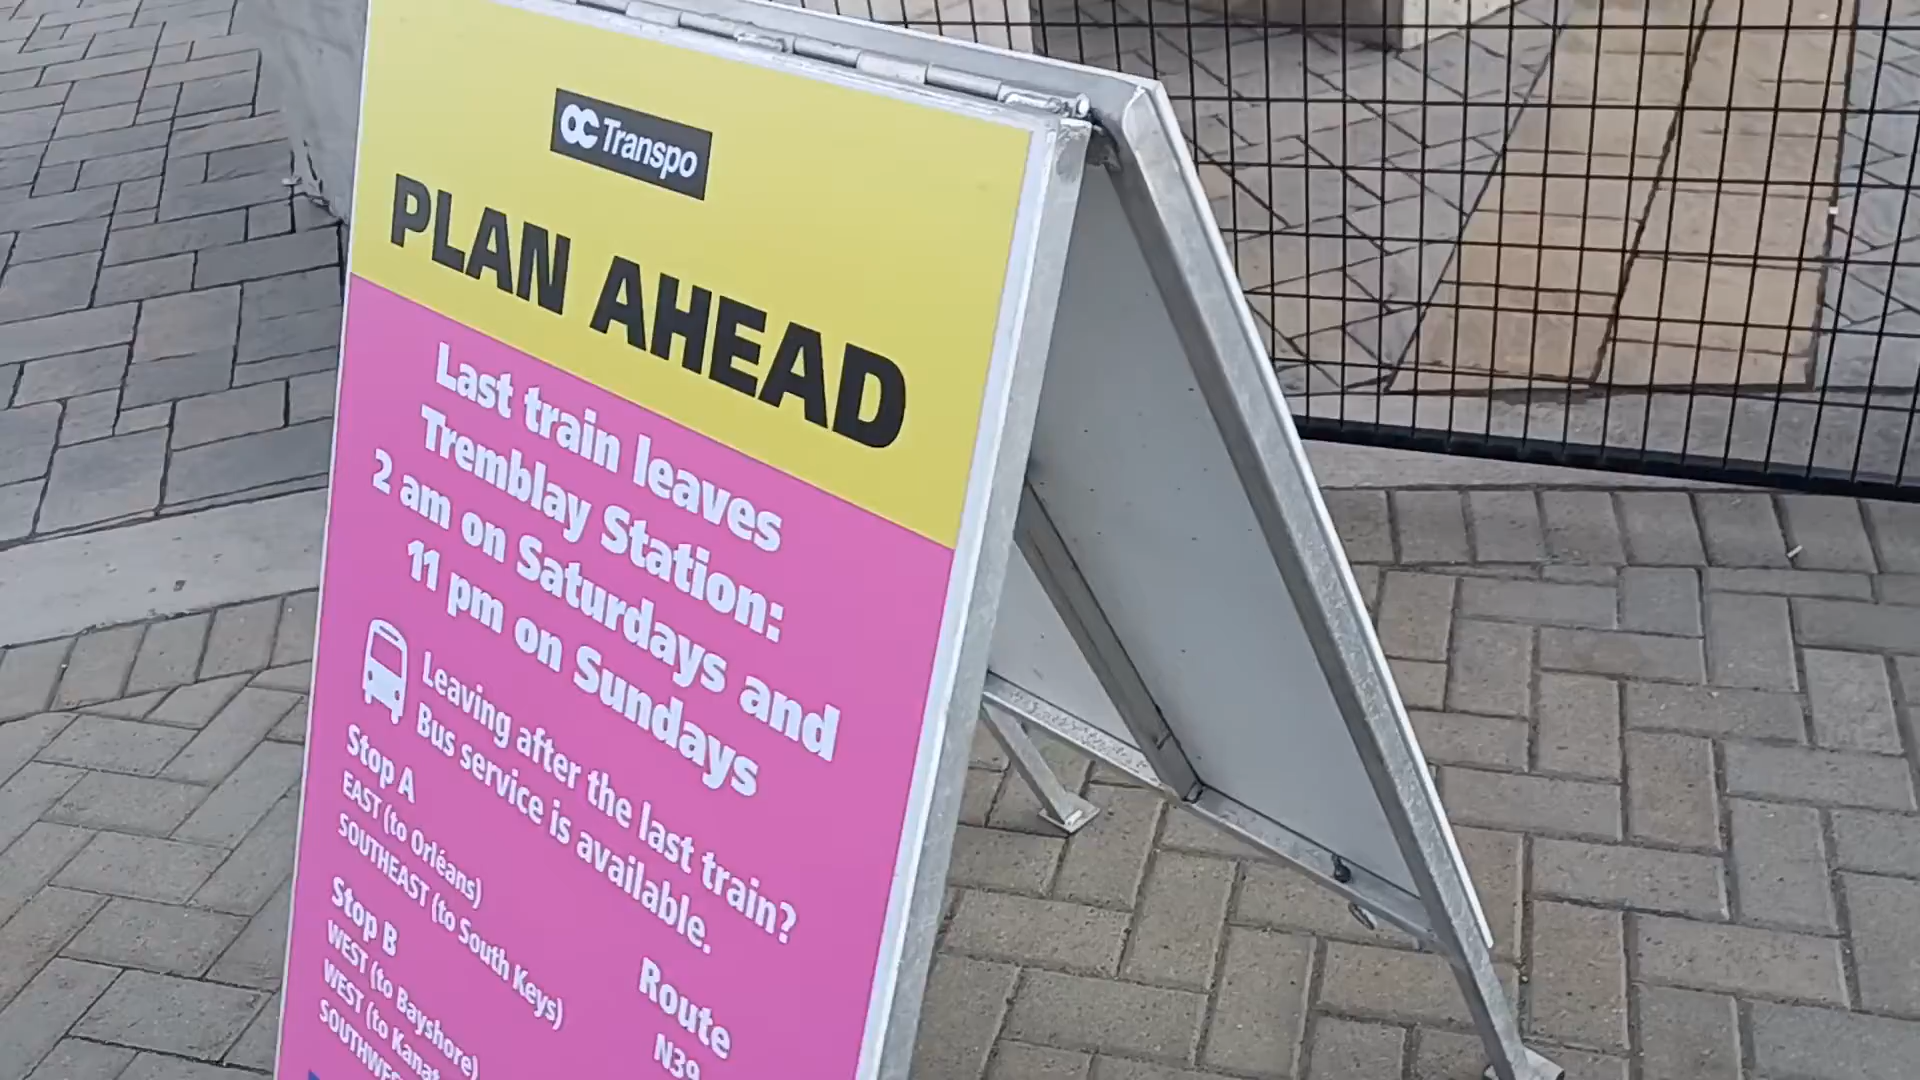 OC Transpo
PLAN AHEAD
Last train leaves
Tremblay Station:
2 am on Saturdays and
11 pm on Sundays
Leaving after the last train?
Bus service is available.
Route
Stop A
EAST (to Orléans)
N39
SOUTHEAST (to South Keys)
Stop B
WEST (to Bayshore)
WEST (to